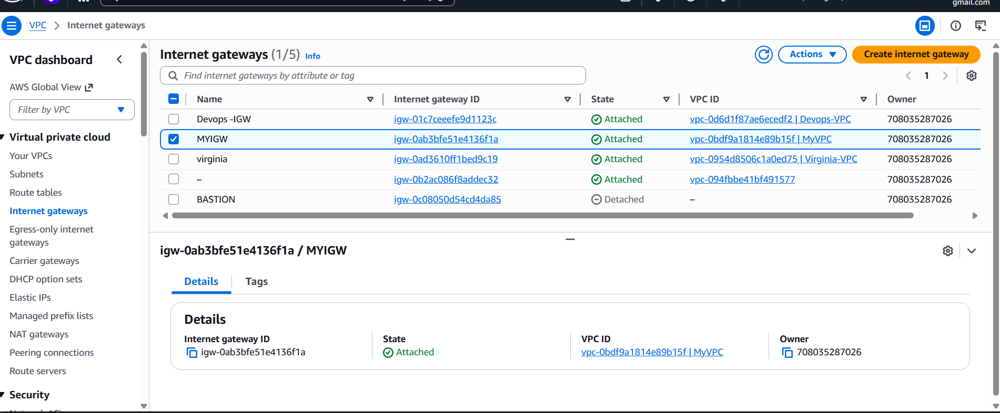 gmail.com
VPC > Internet gateways
VPC dashboard
AWS Global View
Filter by VPC
Virtual private cloud
Your VPCs
Subnets
Route tables
Internet gateways
Egress-only internet
gateways
Carrier gateways
DHCP option sets
Elastic IPs
Managed prefix lists
NAT gateways
Peering connections
Route servers
Security
Internet gateways (1/5) Info
Actions
Create internet gateway
Find internet gateways by attribute or tag
1
Name Internet gateway ID State VPC ID Owner
Devops -IGW igw-01c7ceeefe9d1123c Attached vpc-0d6d1f87ae6ecedf2 | Devops-VPC 708035287026
MYIGW igw-0ab3bfe51e4136f1a Attached vpc-0bdf9a1814e89b15f | MyVPC 708035287026
virginia igw-0ad3610ff1bed9c19 Attached vpc-0954d8506c1a0ed75 | Virginia-VPC 708035287026
– igw-0b2ac086f8addec32 Attached vpc-094fbbe41bf491577 708035287026
BASTION igw-0c08050d54cd4da85 Detached – 708035287026
igw-0ab3bfe51e4136f1a / MYIGW
Details Tags
Details
Internet gateway ID State VPC ID Owner
igw-0ab3bfe51e4136f1a Attached vpc-0bdf9a1814e89b15f | MyVPC 708035287026